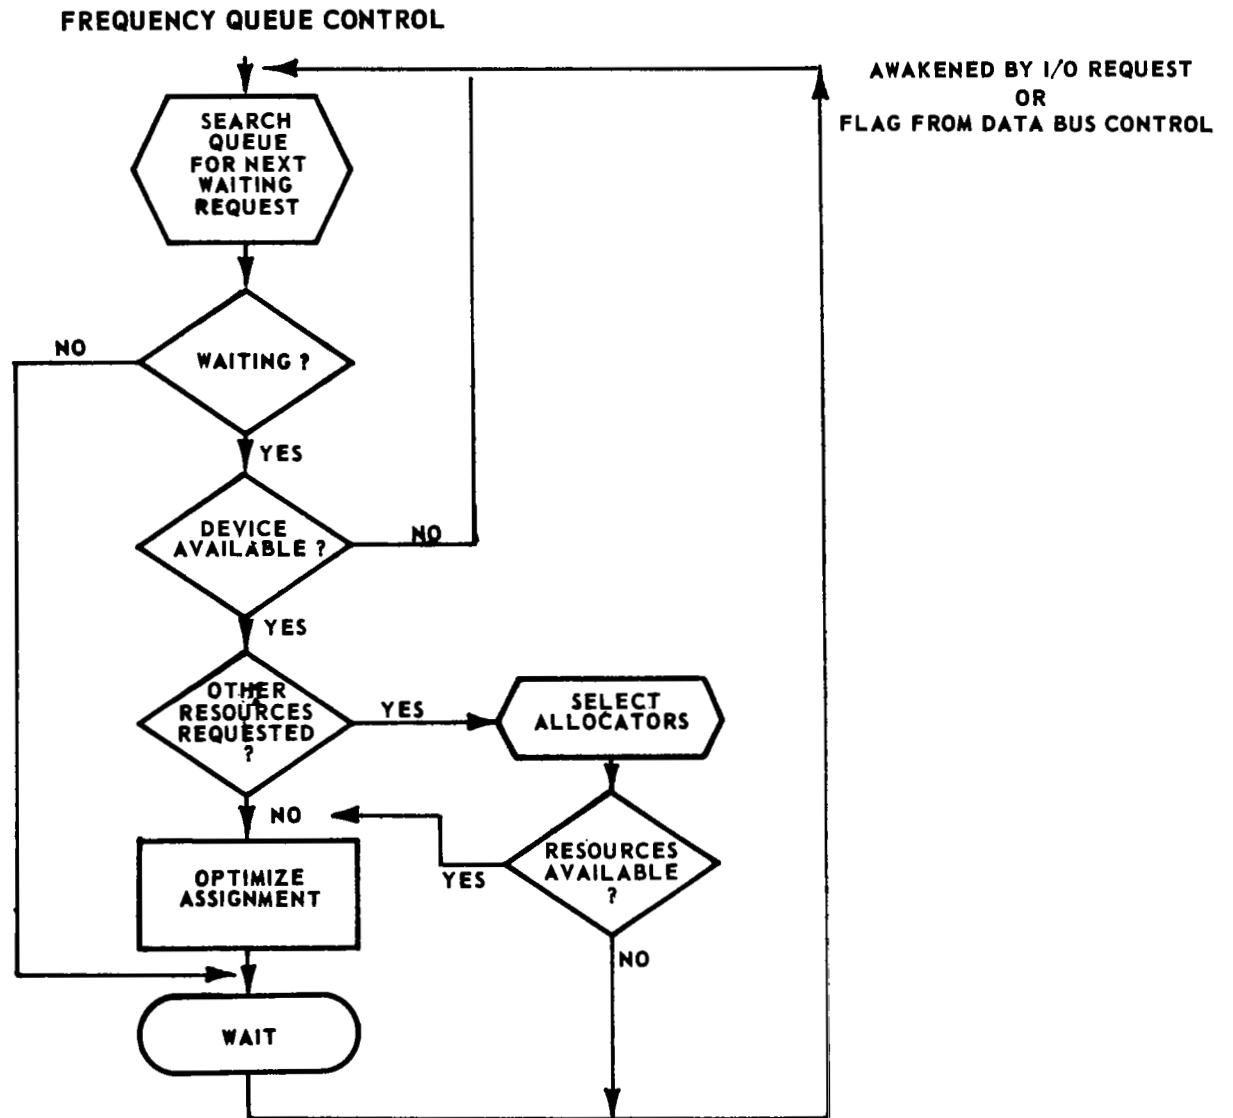 FREQUENCY QUEUE CONTROL
AWAKENED BY I/O REQUEST
OR
FLAG FROM DATA BUS CONTROL
SEARCH
QUEUE
FOR NEXT
WAITING
REQUEST
NO
WAITING ?
YES
DEVICE
AVAILABLE ?
NO
YES
OTHER
RESOURCES
REQUESTED
?
YES
SELECT
ALLOCATORS
NO
RESOURCES
AVAILABLE
?
YES
OPTIMIZE
ASSIGNMENT
NO
WAIT